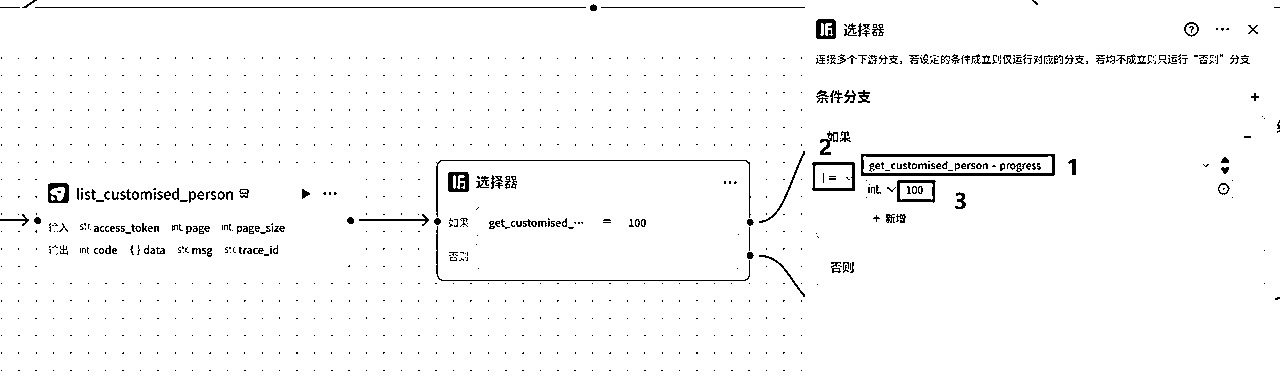 list_customised_person
输入 str. access_token int. page int. page_size
输出 int. code {} data str. msg str. trace_id
选择器
如果 get_customised_... = 100
否则
选择器
连接多个下游分支，若设定的条件成立则仅运行对应的分支，若均不成立则只运行“否则”分支
条件分支
如果
2
get_customised_person - progress
1
=
int. 100
3
+ 新增
否则